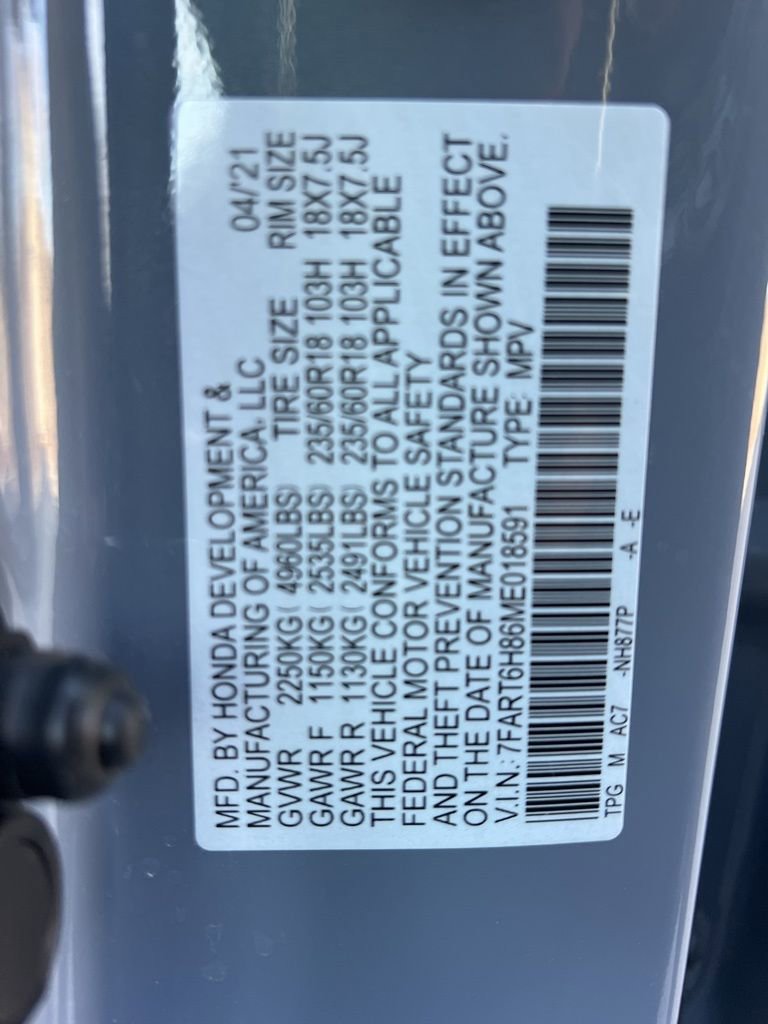 MFD. BY HONDA DEVELOPMENT &
MANUFACTURING OF AMERICA, LLC 04/'21
GVWR 2250KG( 4960LBS) TIRE SIZE RIM SIZE
GAWR F 1150KG( 2535LBS) 235/60R18 103H 18X7.5J
GAWR R 1130KG( 2491LBS) 235/60R18 103H 18X7.5J
THIS VEHICLE CONFORMS TO ALL APPLICABLE
FEDERAL MOTOR VEHICLE SAFETY
AND THEFT PREVENTION STANDARDS IN EFFECT
ON THE DATE OF MANUFACTURE SHOWN ABOVE.
V.I.N.: 7FART6H86ME018591 TYPE: MPV
TPG M AC7 -NH877P -A -E